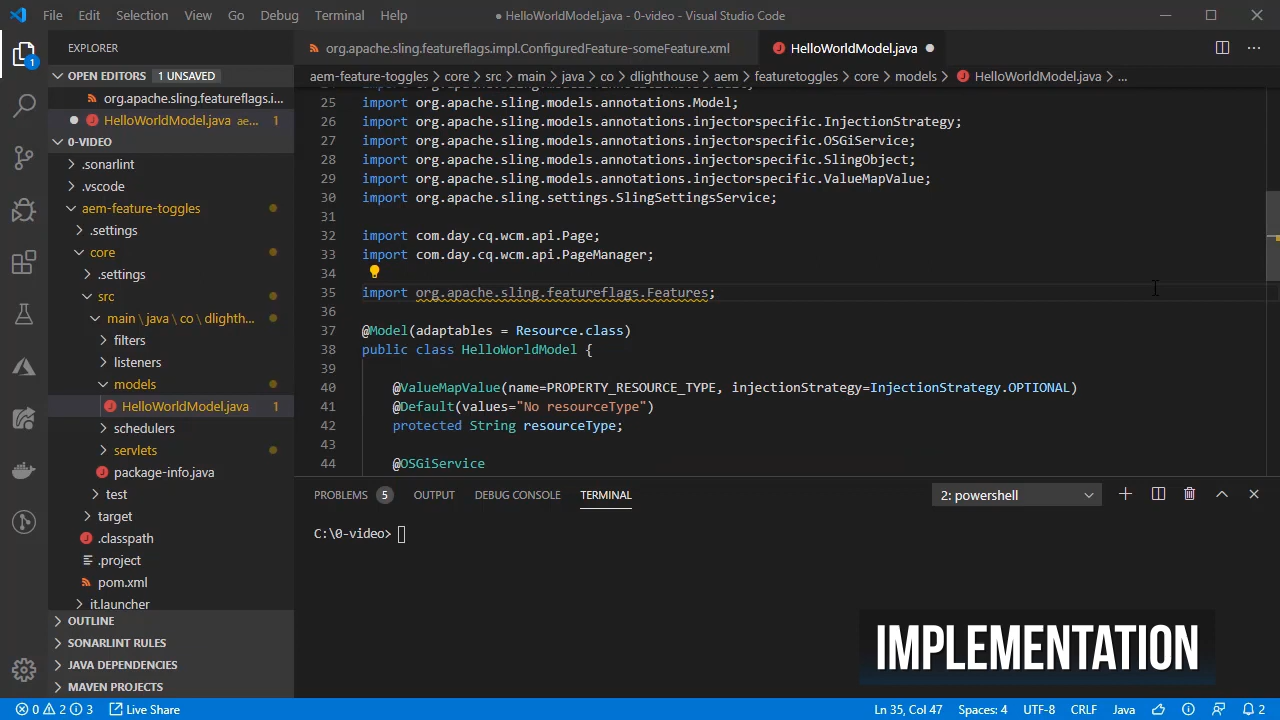 File Edit Selection View Go Debug Terminal Help
● HelloWorldModel.java - 0-video - Visual Studio Code
EXPLORER
OPEN EDITORS 1 UNSAVED
org.apache.sling.featureflags.i...
HelloWorldModel.java ae... 1
0-VIDEO
.sonarlint
.vscode
aem-feature-toggles
.settings
core
.settings
src
main \ java \ co \ dlighth...
filters
listeners
models
HelloWorldModel.java 1
schedulers
servlets
package-info.java
test
target
.classpath
.project
pom.xml
it.launcher
OUTLINE
SONARLINT RULES
JAVA DEPENDENCIES
MAVEN PROJECTS
org.apache.sling.featureflags.impl.ConfiguredFeature-someFeature.xml
HelloWorldModel.java
aem-feature-toggles > core > src > main > java > co > dlighthouse > aem > featuretoggles > core > models > HelloWorldModel.java > ...
25 import org.apache.sling.models.annotations.Model;
26 import org.apache.sling.models.annotations.injectorspecific.InjectionStrategy;
27 import org.apache.sling.models.annotations.injectorspecific.OSGiService;
28 import org.apache.sling.models.annotations.injectorspecific.SlingObject;
29 import org.apache.sling.models.annotations.injectorspecific.ValueMapValue;
30 import org.apache.sling.settings.SlingSettingsService;
31
32 import com.day.cq.wcm.api.Page;
33 import com.day.cq.wcm.api.PageManager;
34
35 import org.apache.sling.featureflags.Features;
36
37 @Model(adaptables = Resource.class)
38 public class HelloWorldModel {
39
40 @ValueMapValue(name=PROPERTY_RESOURCE_TYPE, injectionStrategy=InjectionStrategy.OPTIONAL)
41 @Default(values="No resourceType")
42 protected String resourceType;
43
44 @OSGiService
PROBLEMS 5 OUTPUT DEBUG CONSOLE TERMINAL
2: powershell
C:\0-video>
IMPLEMENTATION
0 2 3 Live Share
Ln 35, Col 47 Spaces: 4 UTF-8 CRLF Java 2